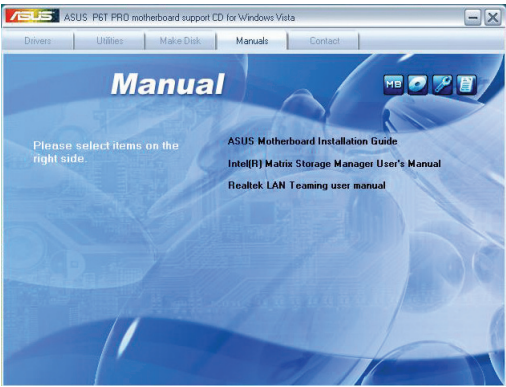 ASUS ASUS P6T PRO motherboard support CD for Windows Vista
Drivers Utilities Make Disk Manuals Contact
Manual
MB
Please select items on the
right side.
ASUS Motherboard Installation Guide
Intel(R) Matrix Storage Manager User's Manual
Realtek LAN Teaming user manual